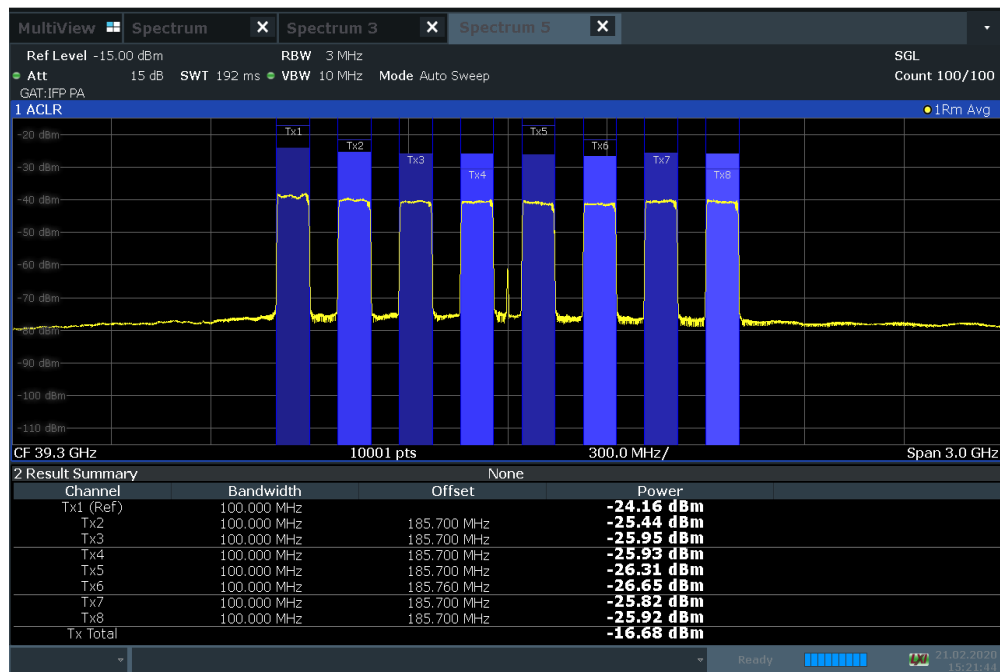 MultiView Spectrum X Spectrum 3 X Spectrum 5 X
Ref Level -15.00 dBm RBW 3 MHz SGL
Att 15 dB SWT 192 ms VBW 10 MHz Mode Auto Sweep Count 100/100
GAT:IFP PA
1 ACLR 1Rm Avg
-20 dBm
Tx1 Tx2 Tx3 Tx4 Tx5 Tx6 Tx7 Tx8
-30 dBm
-40 dBm
-50 dBm
-60 dBm
-70 dBm
-80 dBm
-90 dBm
-100 dBm
-110 dBm
CF 39.3 GHz 10001 pts 300.0 MHz/ Span 3.0 GHz
2 Result Summary None
Channel Bandwidth Offset Power
Tx1 (Ref) 100.000 MHz -24.16 dBm
Tx2 100.000 MHz 185.700 MHz -25.44 dBm
Tx3 100.000 MHz 185.700 MHz -25.95 dBm
Tx4 100.000 MHz 185.700 MHz -25.93 dBm
Tx5 100.000 MHz 185.700 MHz -26.31 dBm
Tx6 100.000 MHz 185.760 MHz -26.65 dBm
Tx7 100.000 MHz 185.700 MHz -25.82 dBm
Tx8 100.000 MHz 185.700 MHz -25.92 dBm
Tx Total -16.68 dBm
Ready LXI 21.02.2020
15:21:44